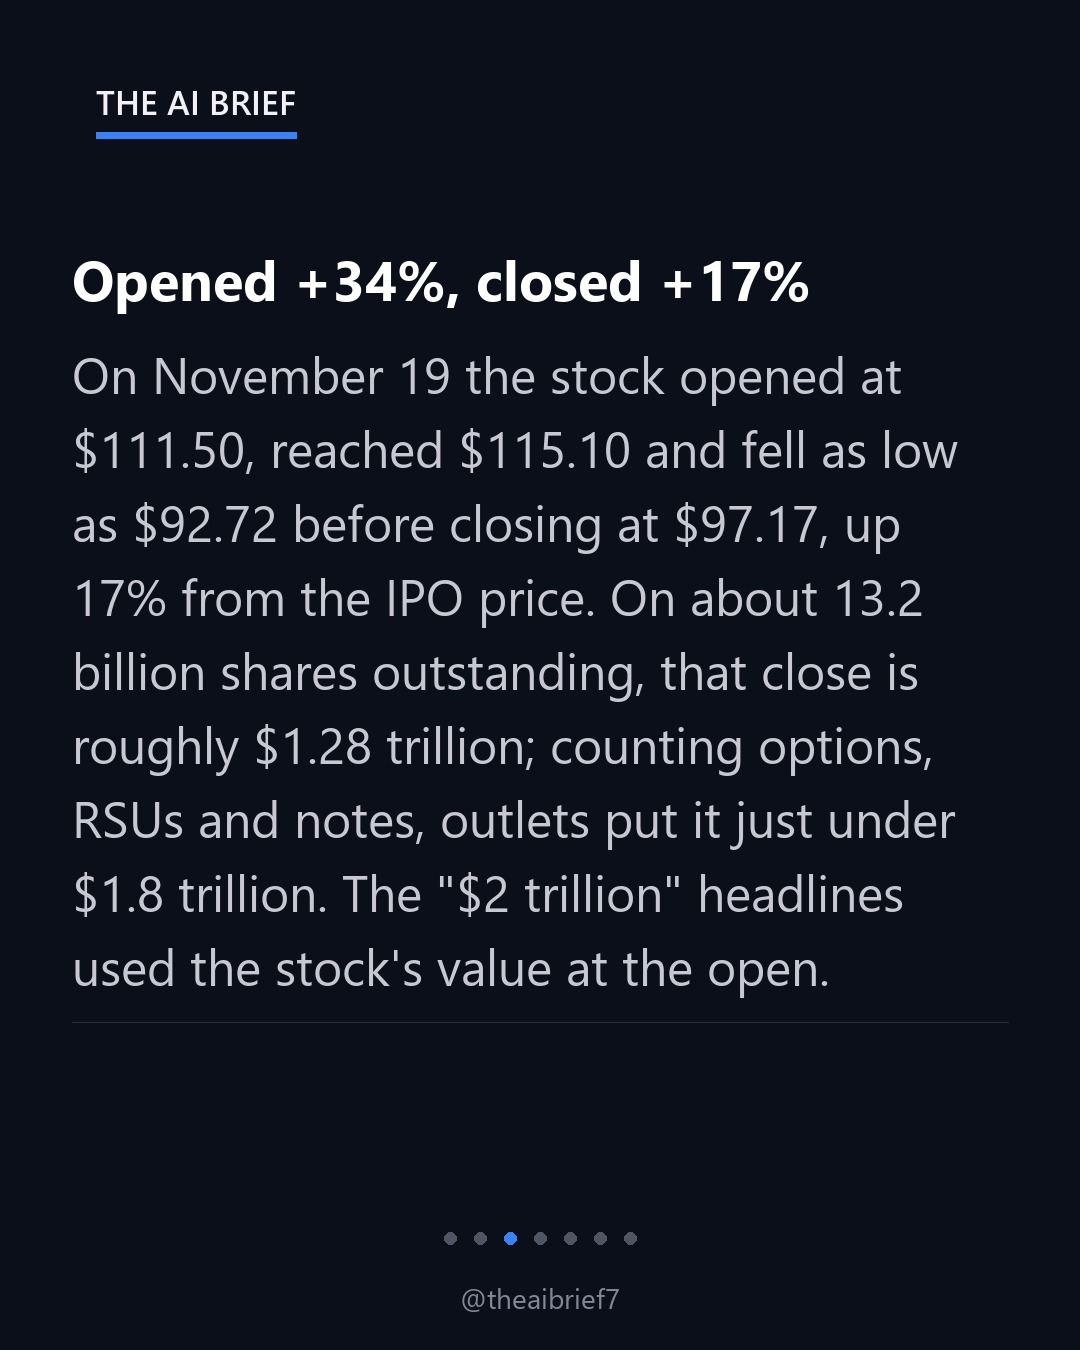 THE AI BRIEF
Opened +34%, closed +17%
On November 19 the stock opened at
$111.50, reached $115.10 and fell as low
as $92.72 before closing at $97.17, up
17% from the IPO price. On about 13.2
billion shares outstanding, that close is
roughly $1.28 trillion; counting options,
RSUs and notes, outlets put it just under
$1.8 trillion. The "$2 trillion" headlines
used the stock's value at the open.
@theaibrief7